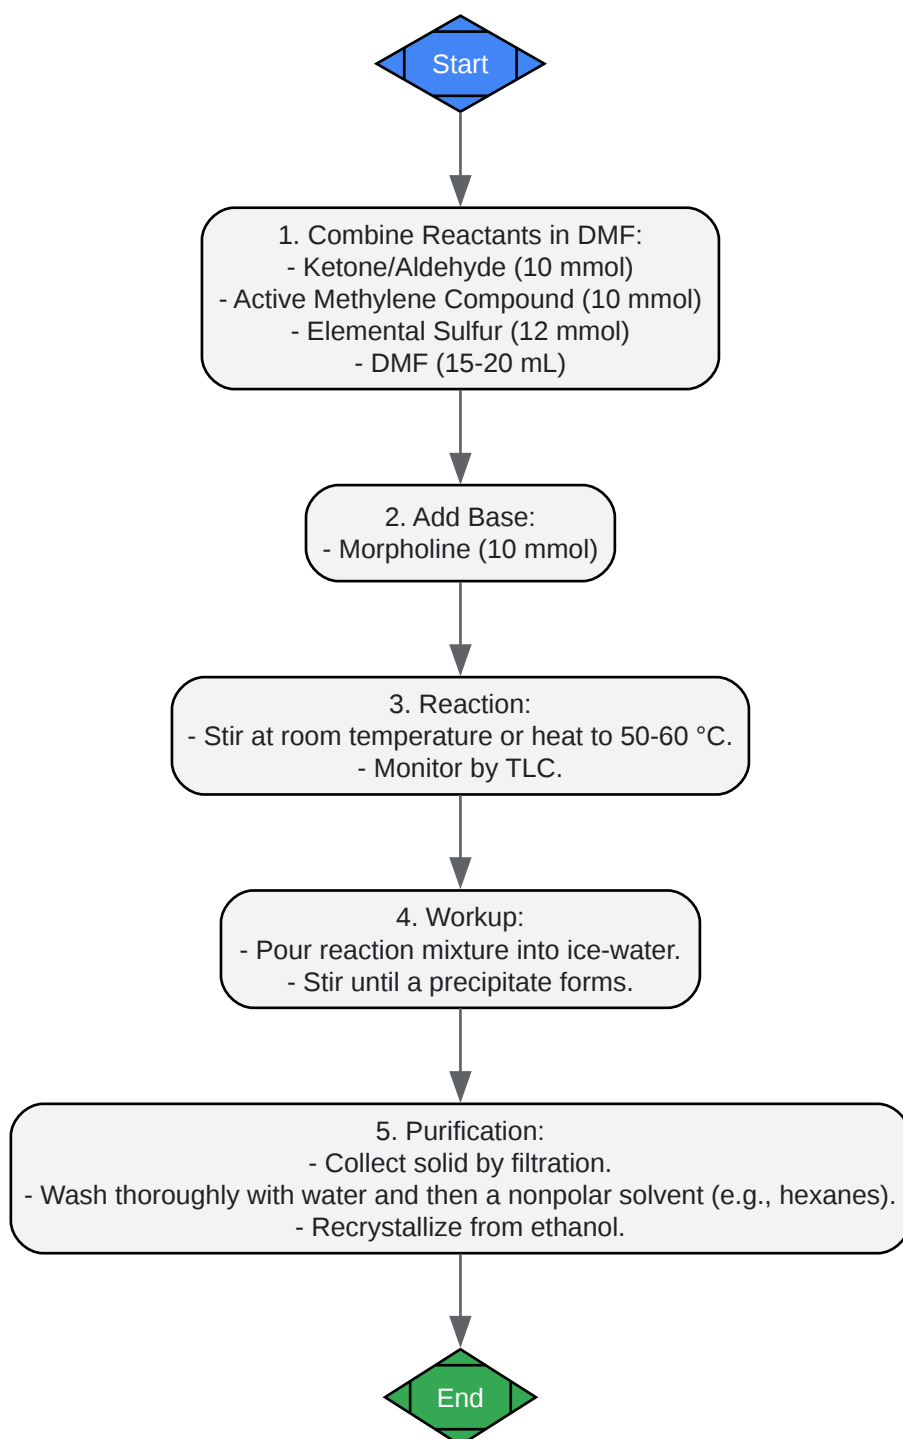 Start
1. Combine Reactants in DMF:
- Ketone/Aldehyde (10 mmol)
- Active Methylene Compound (10 mmol)
- Elemental Sulfur (12 mmol)
- DMF (15-20 mL)
2. Add Base:
- Morpholine (10 mmol)
3. Reaction:
- Stir at room temperature or heat to 50-60 °C.
- Monitor by TLC.
4. Workup:
- Pour reaction mixture into ice-water.
- Stir until a precipitate forms.
5. Purification:
- Collect solid by filtration.
- Wash thoroughly with water and then a nonpolar solvent (e.g., hexanes).
- Recrystallize from ethanol.
End